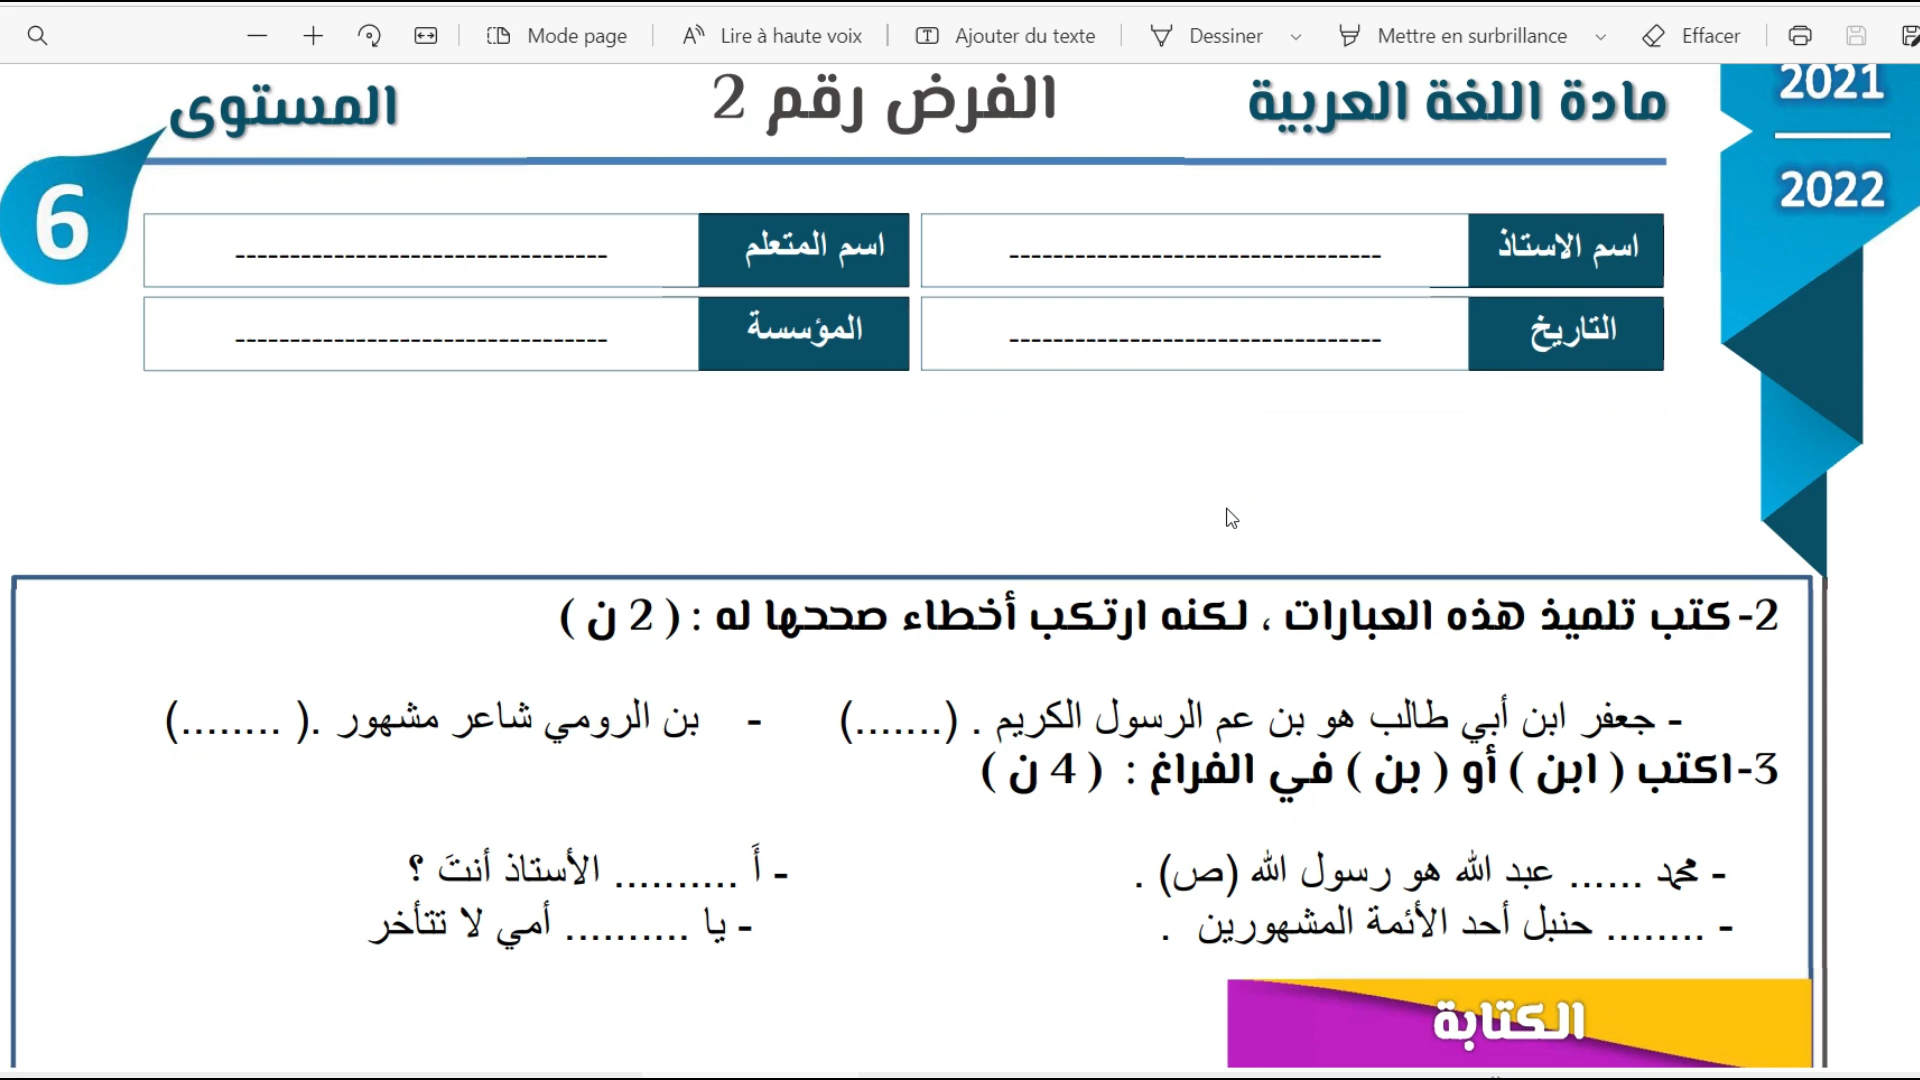 Mode page Lire à haute voix Ajouter du texte Dessiner Mettre en surbrillance Effacer
2021
2022
مادة اللغة العربية
الفرض رقم 2
المستوى
6
اسم الاستاذ ----------------------------------
اسم المتعلم ----------------------------------
التاريخ ----------------------------------
المؤسسة ----------------------------------
2-كتب تلميذ هذه العبارات ، لكنه ارتكب أخطاء صححها له : ( 2 ن )
- جعفر ابن أبي طالب هو بن عم الرسول الكريم . (.......) - بن الرومي شاعر مشهور .( ........)
3-اكتب ( ابن ) أو ( بن ) في الفراغ : ( 4 ن )
- محمد ...... عبد الله هو رسول الله (ص) .
- أَ .......... الأستاذ أنتَ ؟
- ........ حنبل أحد الأئمة المشهورين .
- يا .......... أمي لا تتأخر
الكتابة